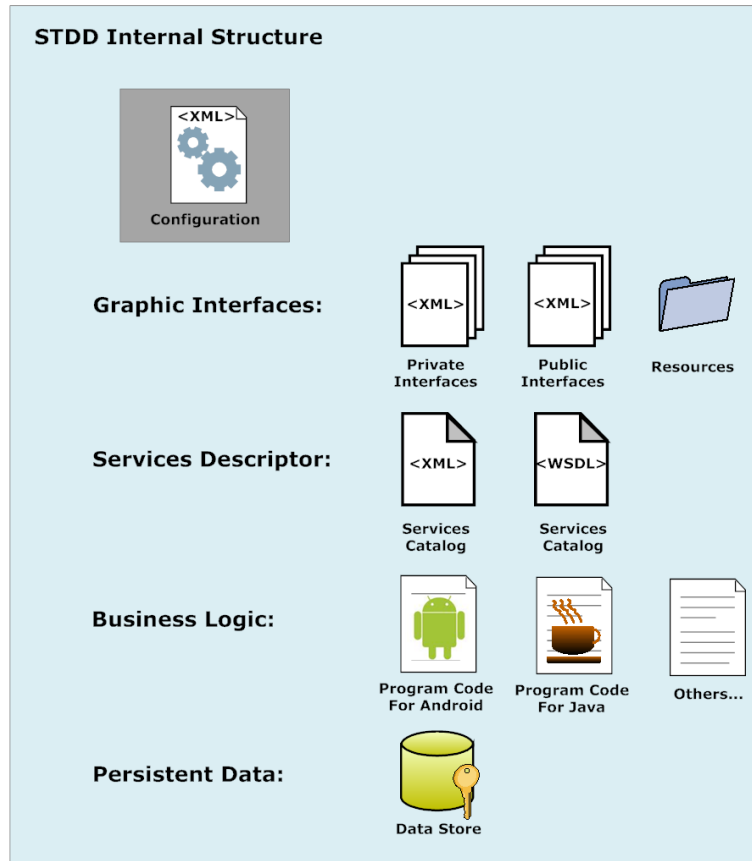 STDD Internal Structure
<XML>
Configuration
Graphic Interfaces:
<XML>
<XML>
Private
Interfaces
Public
Interfaces
Resources
Services Descriptor:
<XML>
<WSDL>
Services
Catalog
Services
Catalog
Business Logic:
Program Code
For Android
Program Code
For Java
Others...
Persistent Data:
Data Store